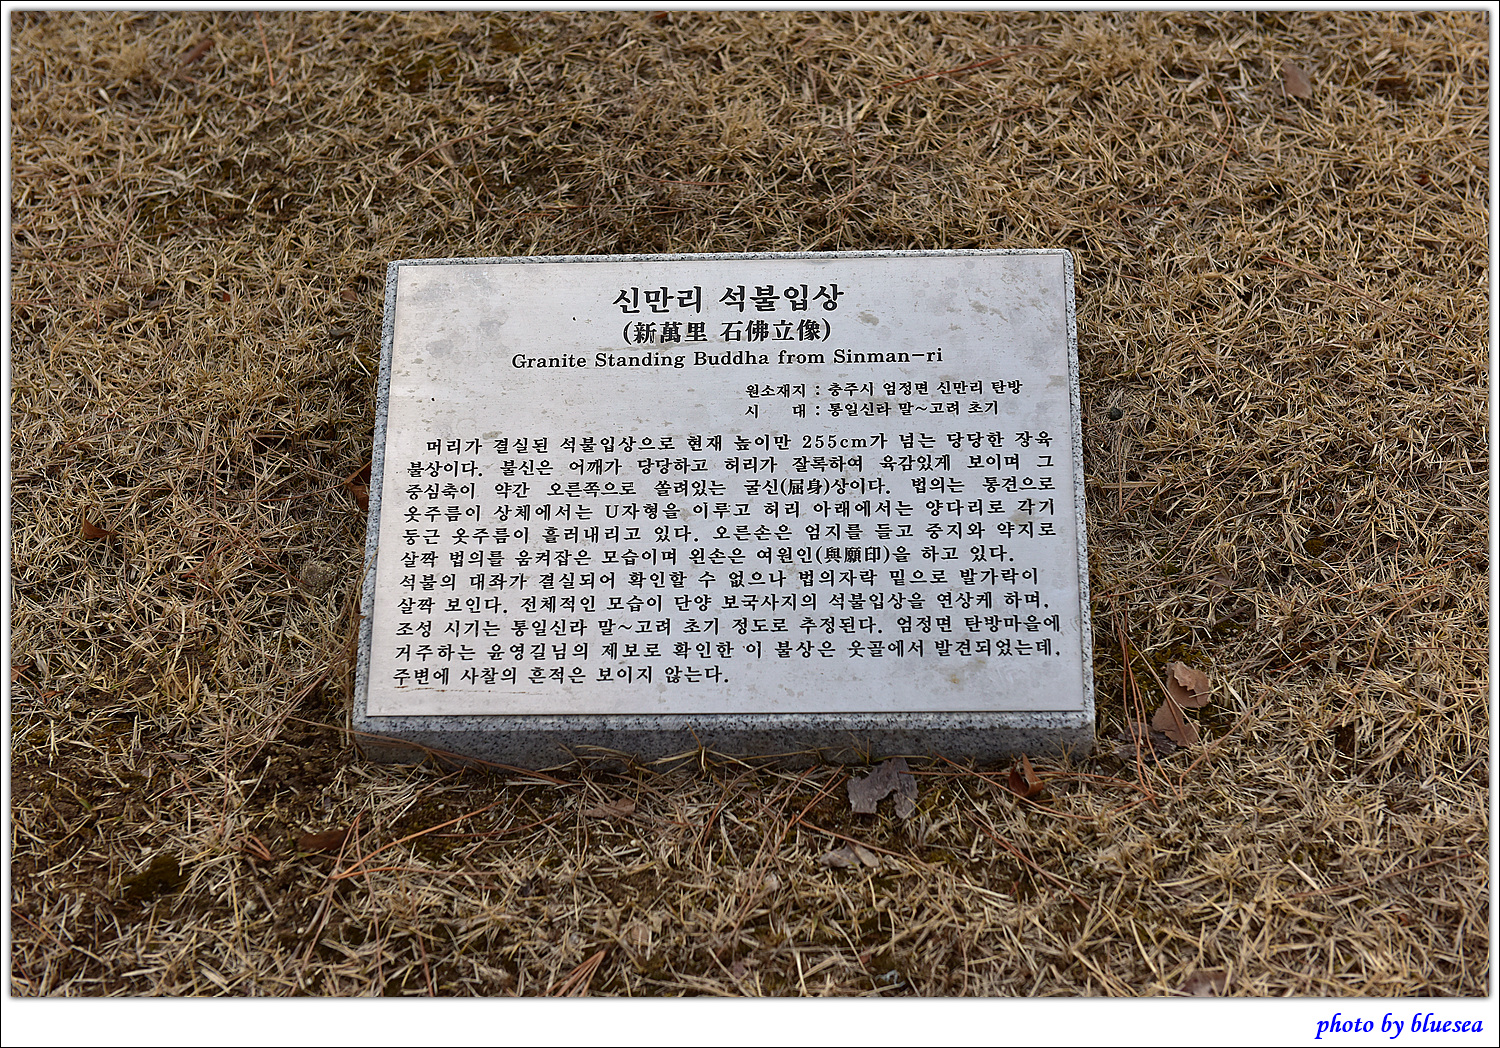 신만리 석불입상
(新萬里 石佛立像)
Granite Standing Buddha from Sinman-ri
원소재지 : 충주시 엄정면 신만리 탄방
시 대 : 통일신라 말~고려 초기
머리가 결실된 석불입상으로 현재 높이만 255cm가 넘는 당당한 장육
불상이다. 불신은 어깨가 당당하고 허리가 잘록하여 육감있게 보이며 그
중심축이 약간 오른쪽으로 쏠려있는 굴신(屈身)상이다. 법의는 통견으로
옷주름이 상체에서는 U자형을 이루고 허리 아래에서는 양다리로 각기
둥근 옷주름이 흘러내리고 있다. 오른손은 엄지를 들고 중지와 약지로
살짝 법의를 움켜잡은 모습이며 왼손은 여원인(與願印)을 하고 있다.
석불의 대좌가 결실되어 확인할 수 없으나 법의자락 밑으로 발가락이
살짝 보인다. 전체적인 모습이 단양 보국사지의 석불입상을 연상케 하며,
조성 시기는 통일신라 말~고려 초기 정도로 추정된다. 엄정면 탄방마을에
거주하는 윤영길님의 제보로 확인한 이 불상은 웃골에서 발견되었는데,
주변에 사찰의 흔적은 보이지 않는다.
photo by bluesea